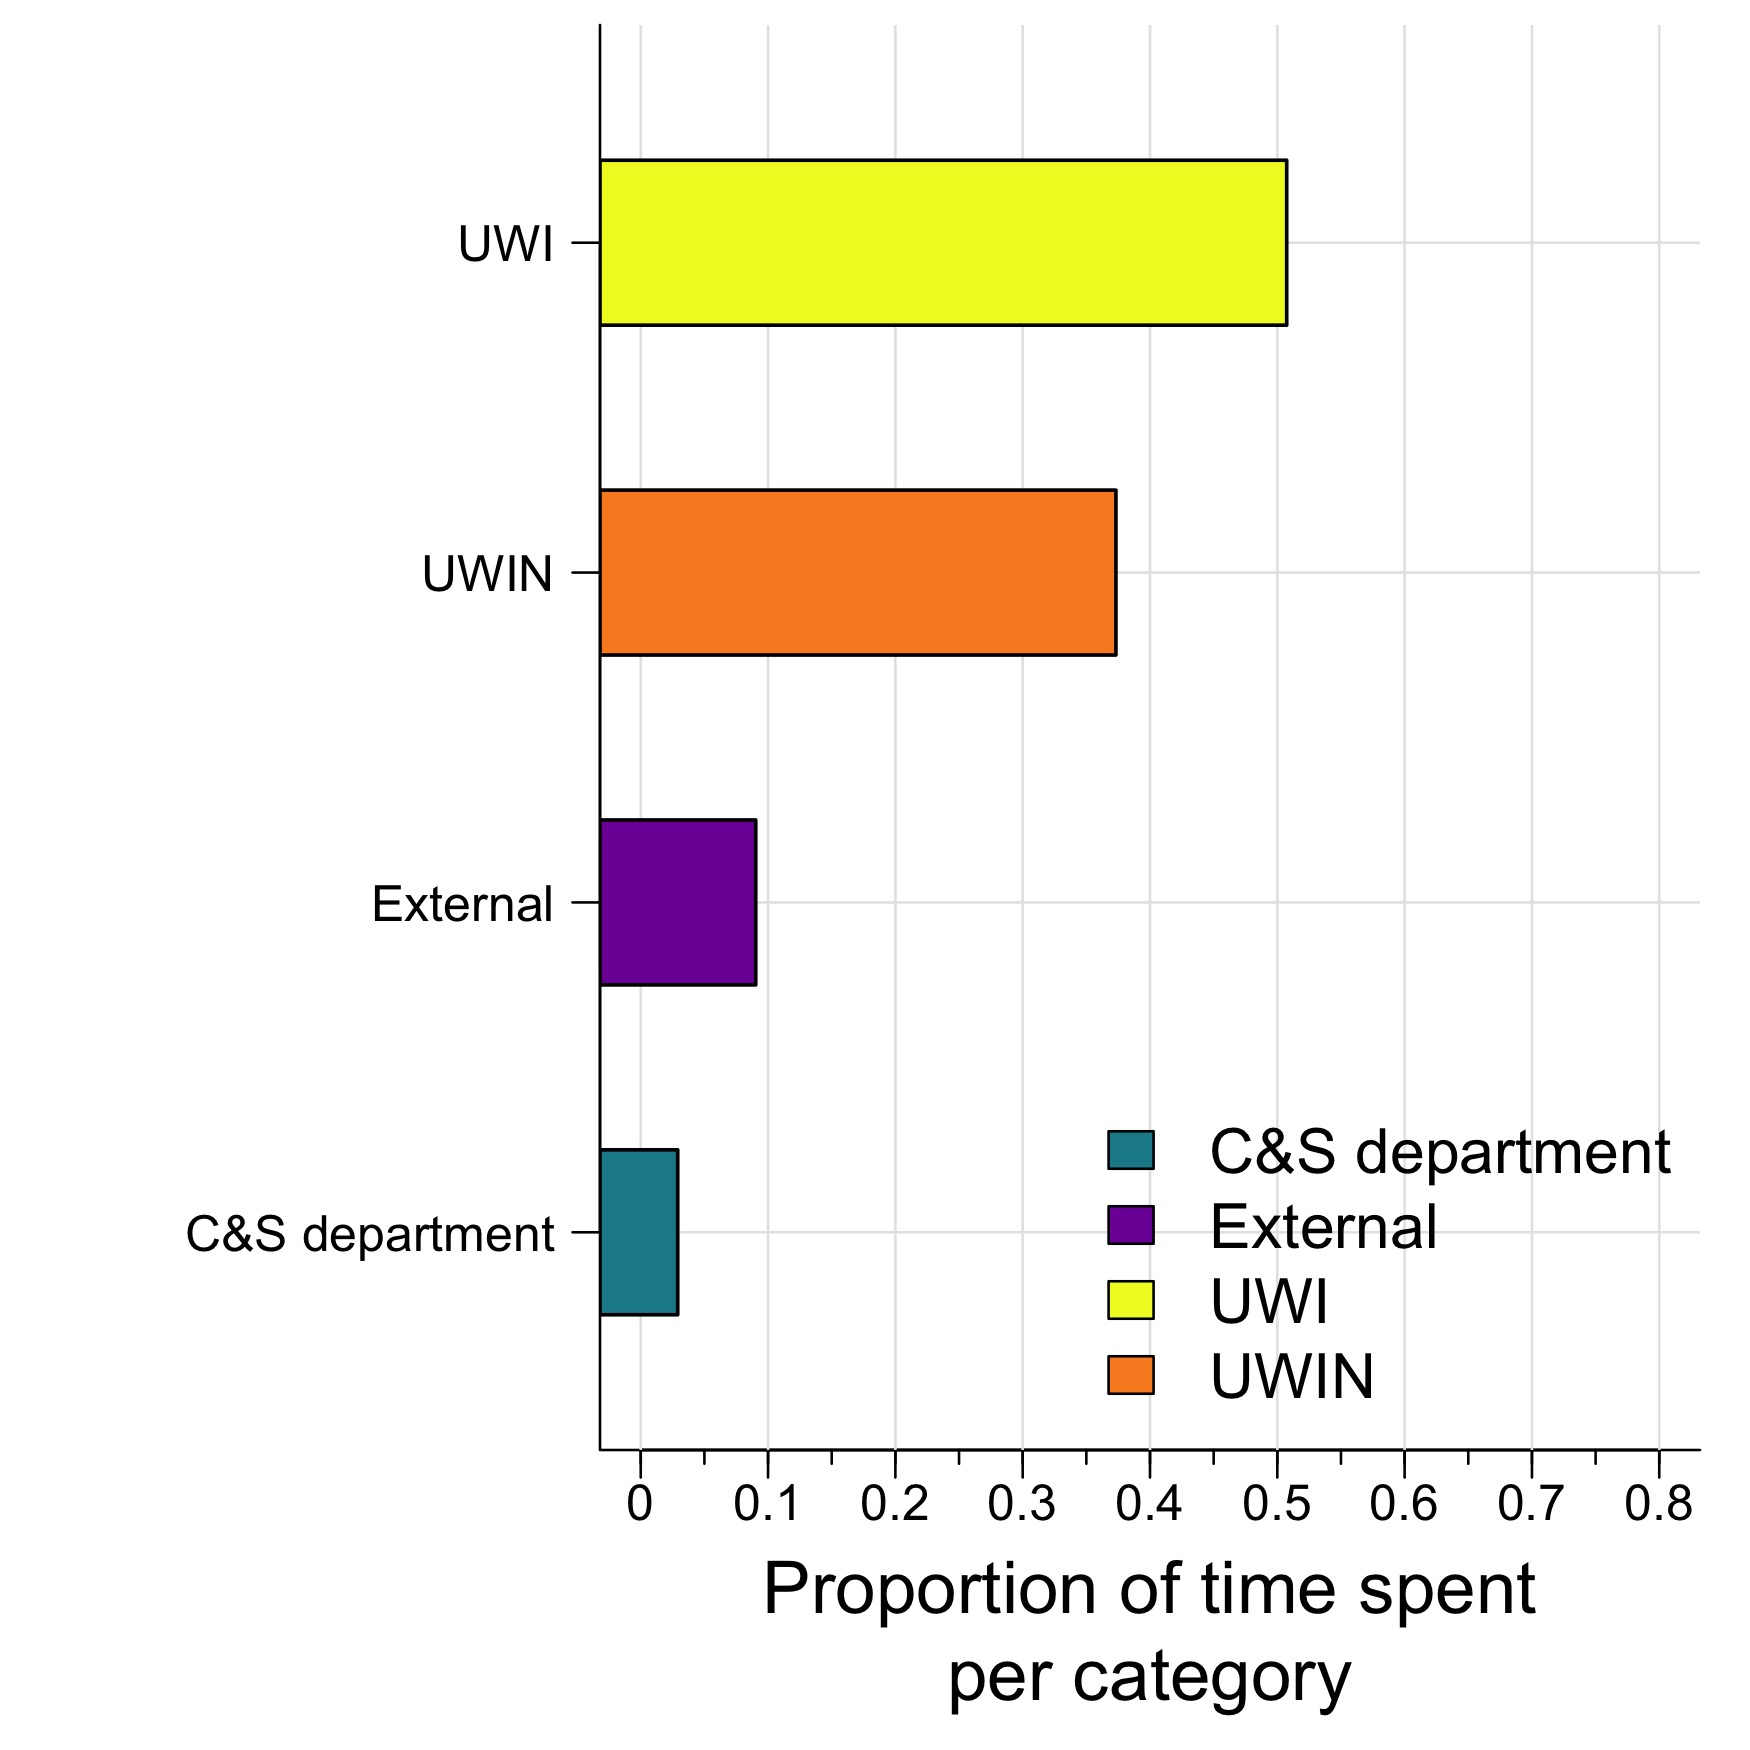 UWI
UWIN
External
C&S department
C&S department
External
UWI
UWIN
0 0.1 0.2 0.3 0.4 0.5 0.6 0.7 0.8
Proportion of time spent
per category